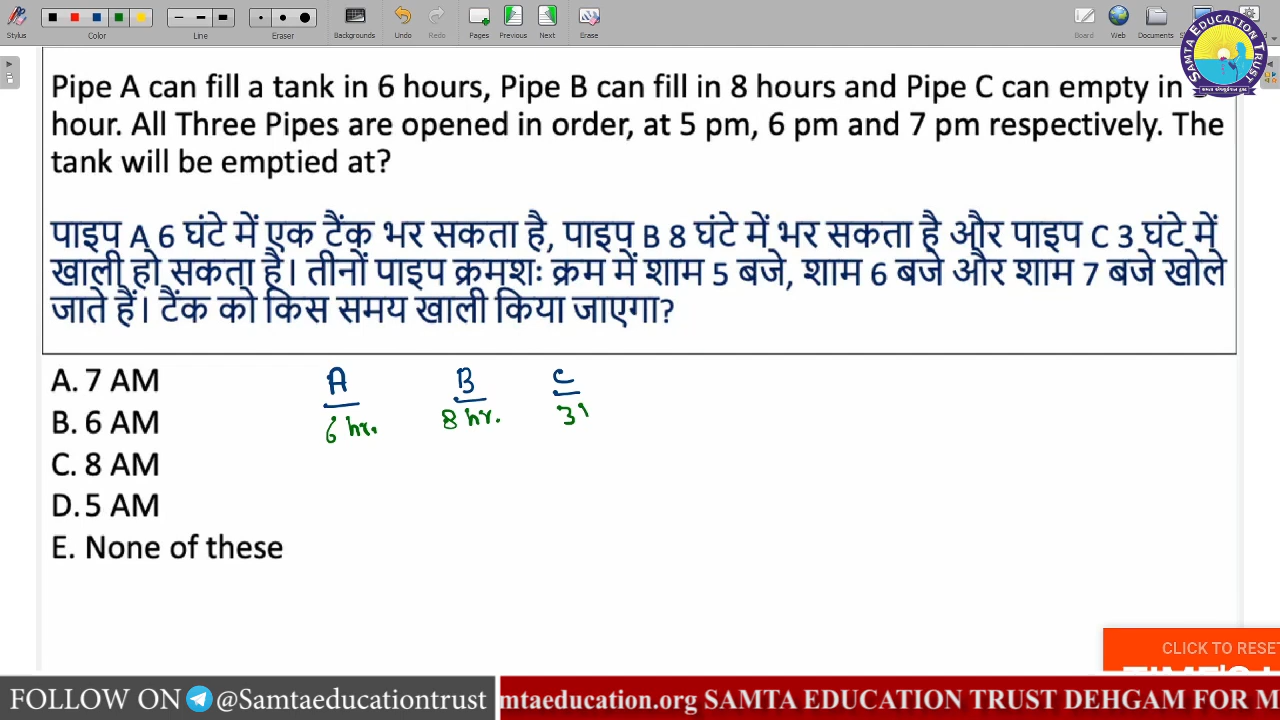 Stylus
Color
Line
Eraser
Backgrounds
Undo
Redo
Pages
Previous
Next
Erase
Board
Web
Documents
SAMTA EDUCATION TRUST
Pipe A can fill a tank in 6 hours, Pipe B can fill in 8 hours and Pipe C can empty in
hour. All Three Pipes are opened in order, at 5 pm, 6 pm and 7 pm respectively. The
tank will be emptied at?
पाइप A 6 घंटे में एक टैंक भर सकता है, पाइप B 8 घंटे में भर सकता है और पाइप C 3 घंटे में
खाली हो सकता है। तीनों पाइप क्रमशः क्रम में शाम 5 बजे, शाम 6 बजे और शाम 7 बजे खोले
जाते हैं। टैंक को किस समय खाली किया जाएगा?
A. 7 AM
B. 6 AM
C. 8 AM
D. 5 AM
E. None of these
A B C
6 hr. 8 hr. 3
CLICK TO RESET
FOLLOW ON @Samtaeducationtrust
mtaeducation.org SAMTA EDUCATION TRUST DEHGAM FOR M